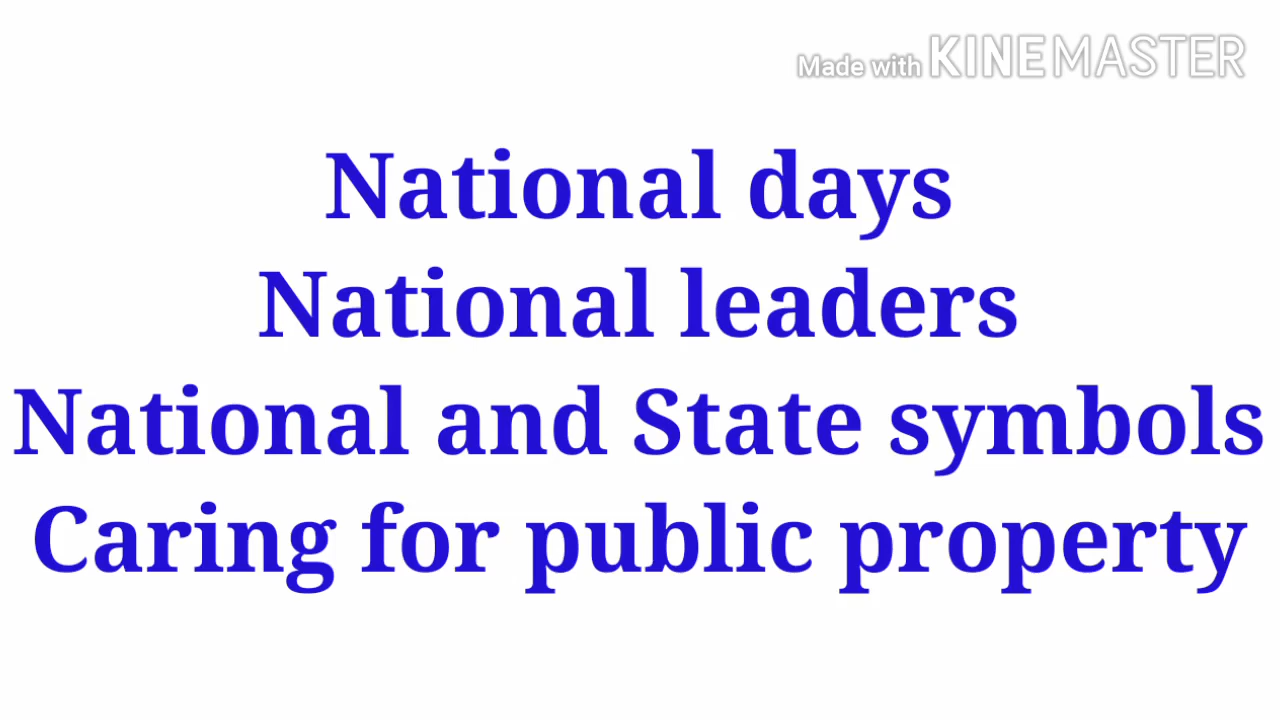 Made with KINEMASTER
National days
National leaders
National and State symbols
Caring for public property